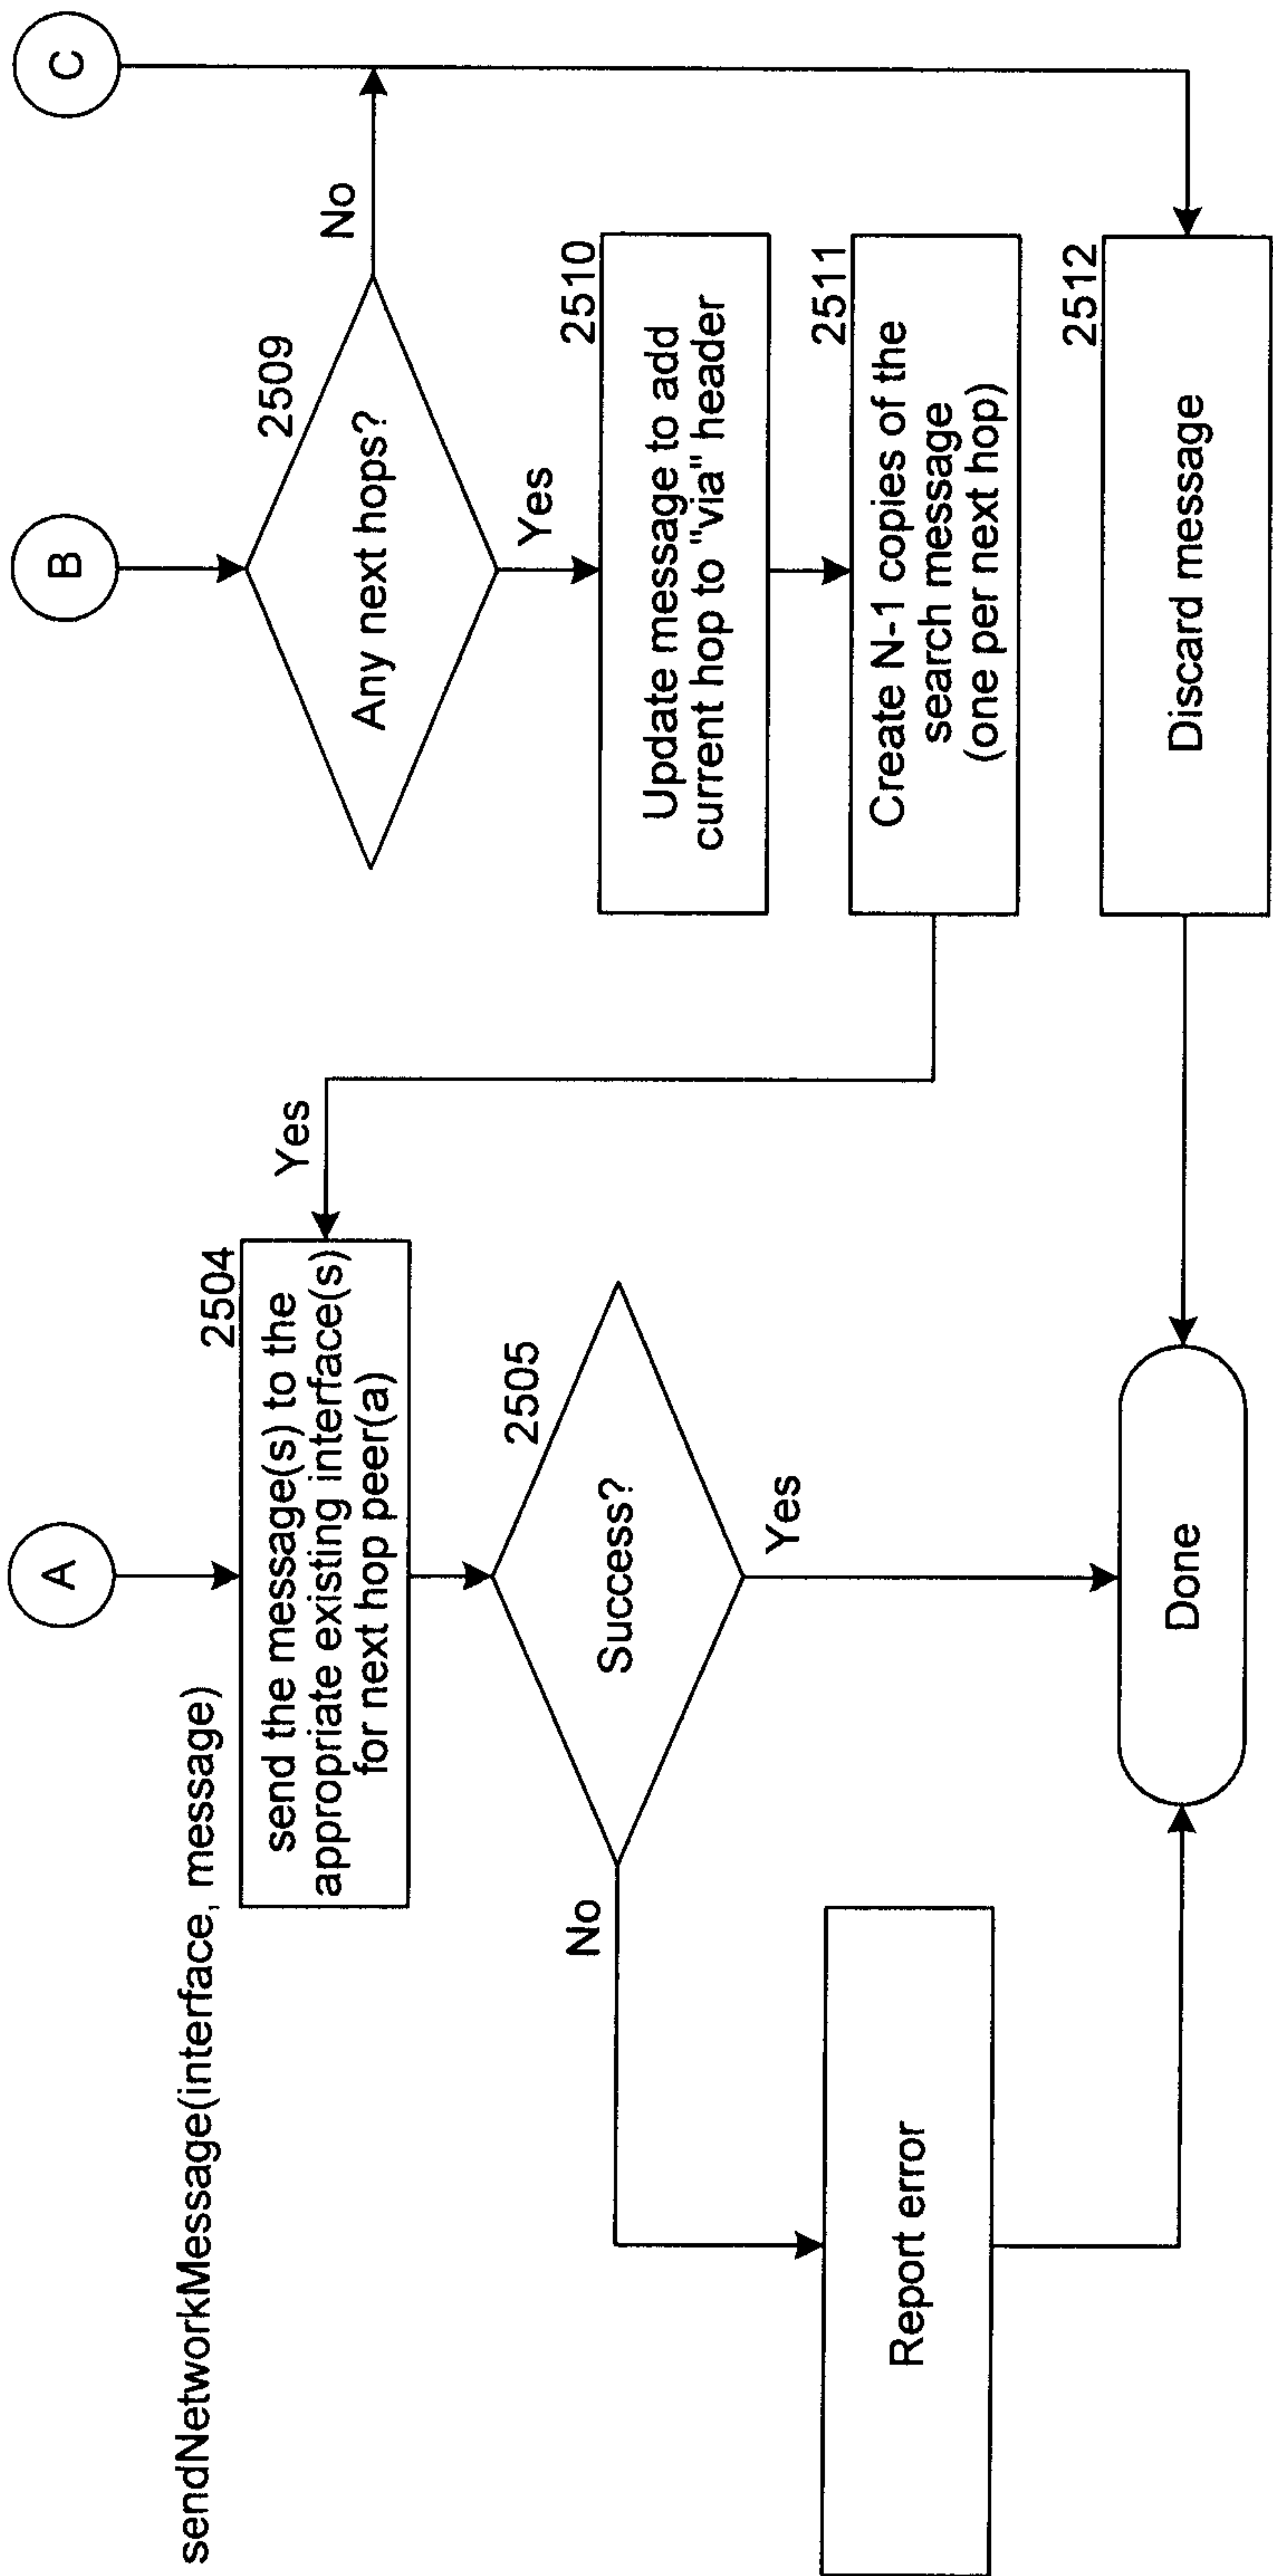 A
B
C
sendNetworkMessage(interface, message)
2504
send the message(s) to the
appropriate existing interface(s)
for next hop peer(a)
2505
Success?
No
Yes
Report error
Done
2509
Any next hops?
No
Yes
2510
Update message to add
current hop to "via" header
2511
Create N-1 copies of the
search message
(one per next hop)
Yes
2512
Discard message